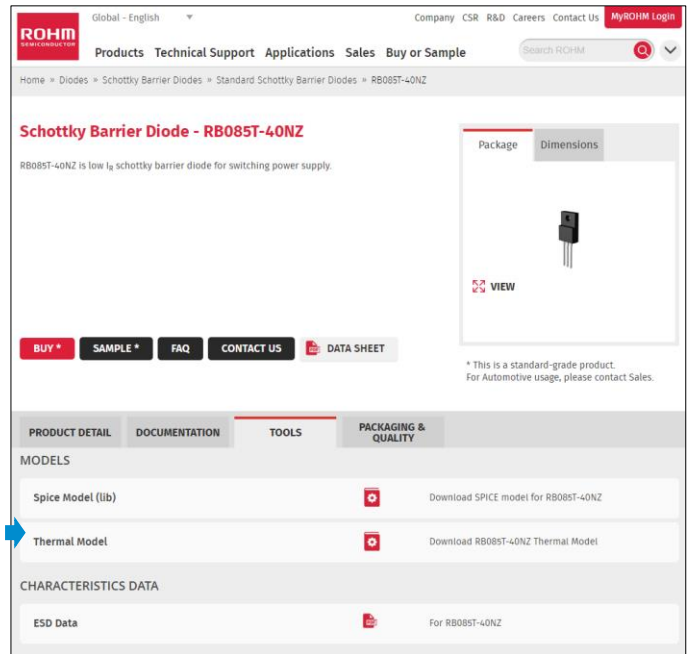 Global - English
Company CSR R&D Careers Contact Us MyROHM Login
ROHM
SEMICONDUCTOR
Products Technical Support Applications Sales Buy or Sample
Search ROHM
Home » Diodes » Schottky Barrier Diodes » Standard Schottky Barrier Diodes » RB085T-40NZ
Schottky Barrier Diode - RB085T-40NZ
RB085T-40NZ is low IR schottky barrier diode for switching power supply.
Package Dimensions
VIEW
BUY * SAMPLE * FAQ CONTACT US DATA SHEET
* This is a standard-grade product.
For Automotive usage, please contact Sales.
PRODUCT DETAIL DOCUMENTATION TOOLS PACKAGING &
QUALITY
MODELS
Spice Model (lib) Download SPICE model for RB085T-40NZ
Thermal Model Download RB085T-40NZ Thermal Model
CHARACTERISTICS DATA
ESD Data For RB085T-40NZ